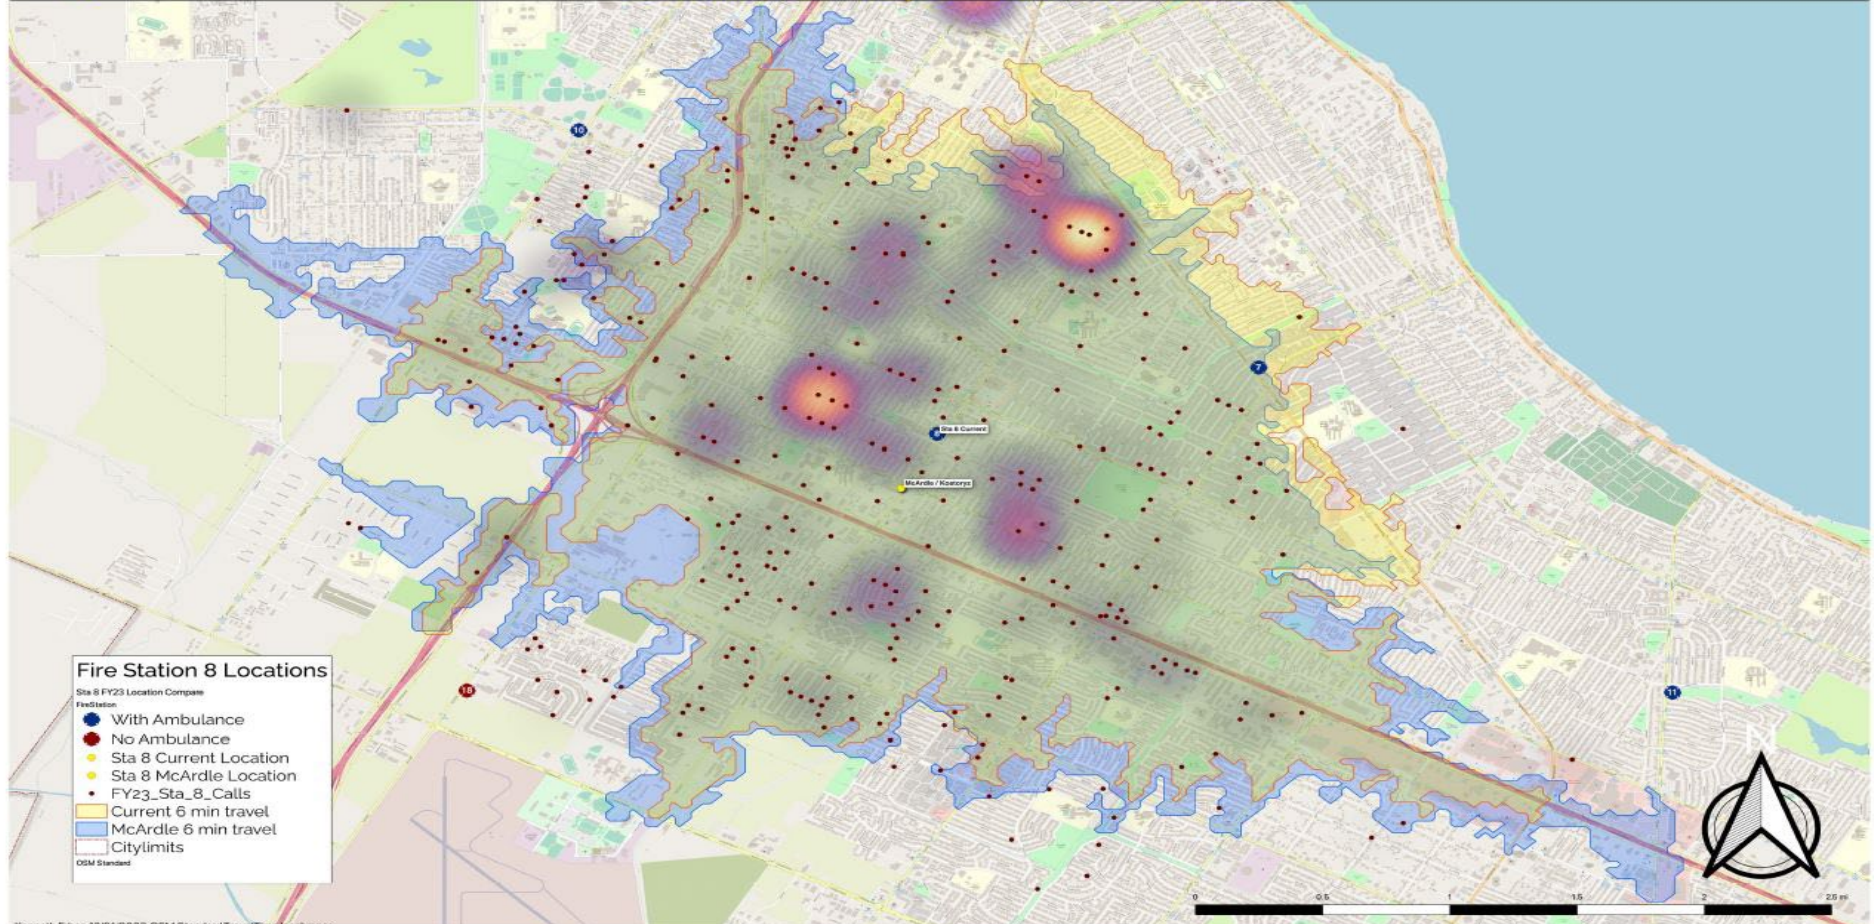 10
7
8
Sta 8 Current
McArdle / Kostoryz
18
11
N
Fire Station 8 Locations
Sta 8 FY23 Location Compare
FireStation
With Ambulance
No Ambulance
Sta 8 Current Location
Sta 8 McArdle Location
FY23_Sta_8_Calls
Current 6 min travel
McArdle 6 min travel
Citylimits
OSM Standard
0 0.5 1 1.5 2 2.5 mi